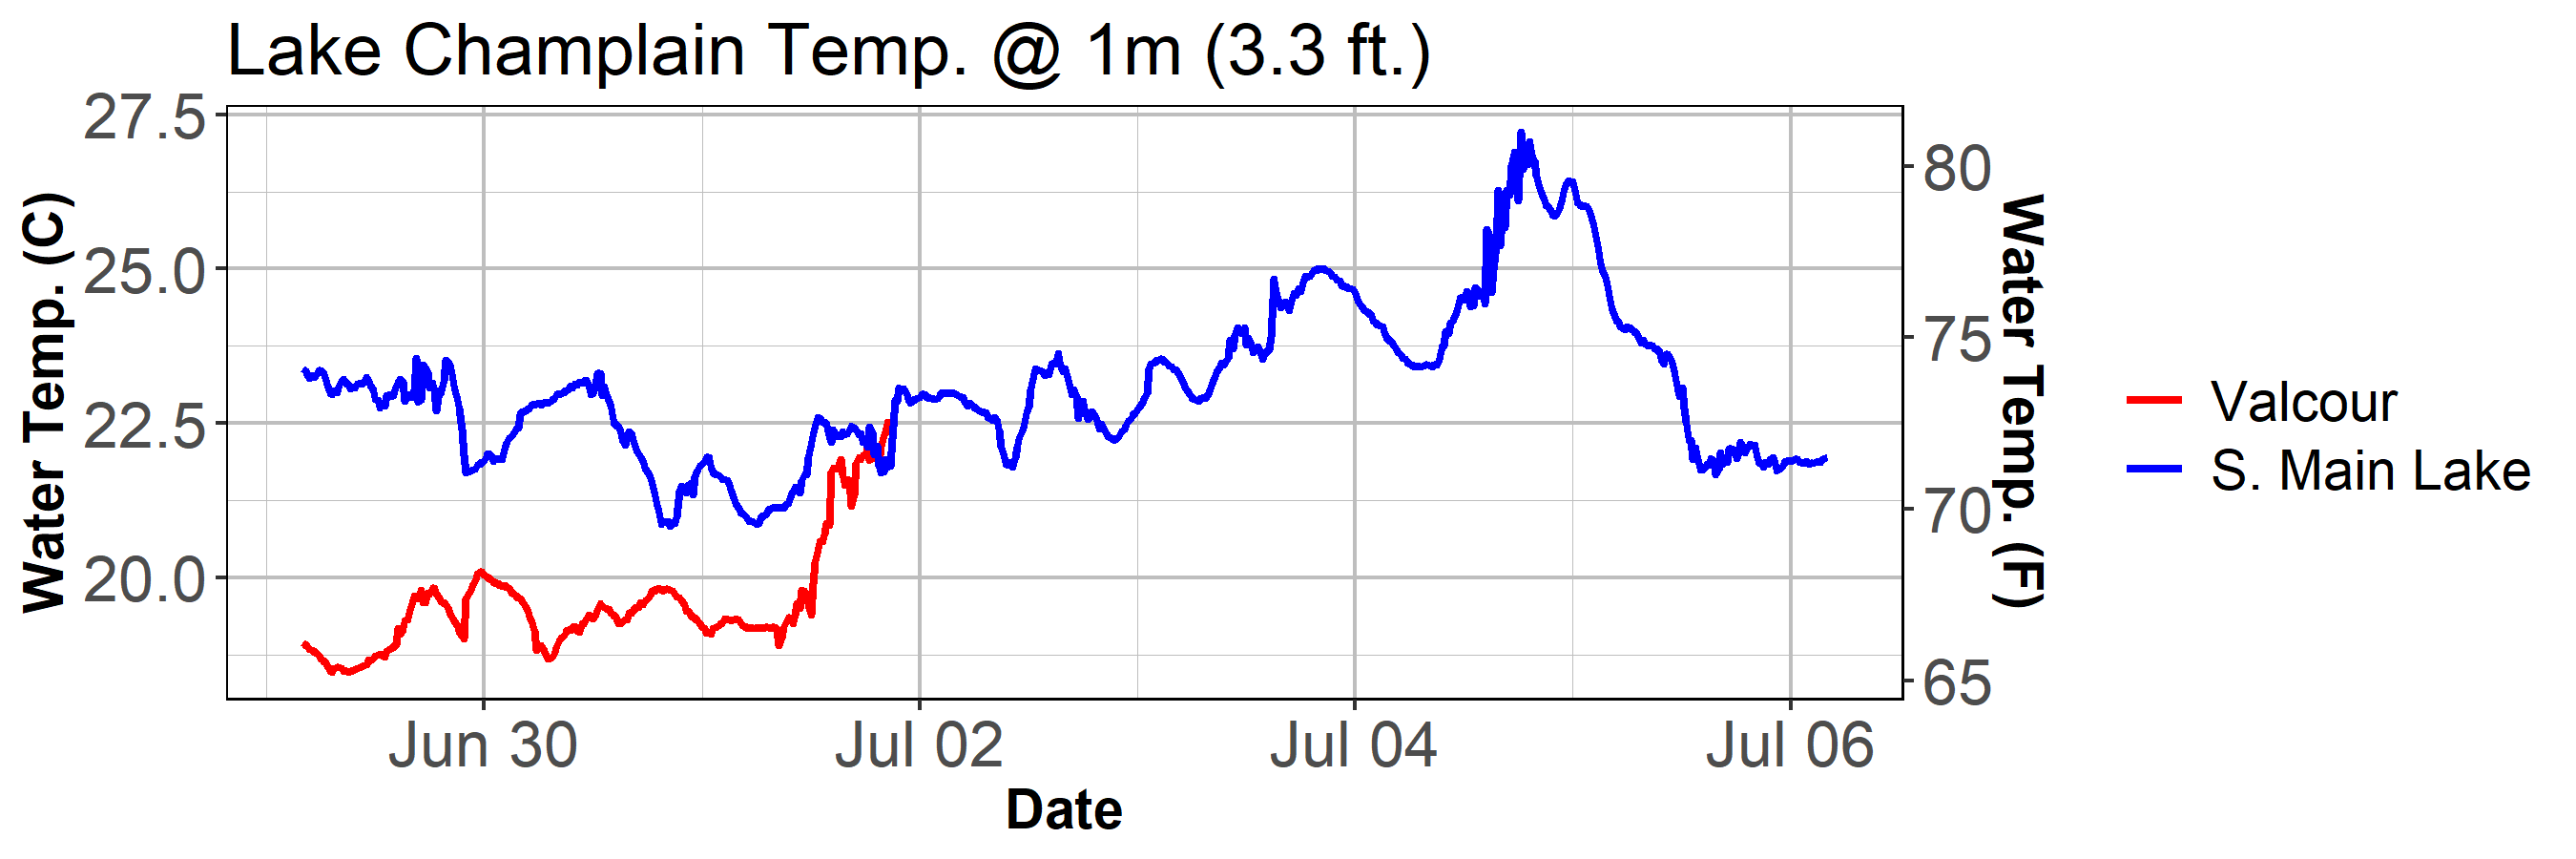 Lake Champlain Temp. @ 1m (3.3 ft.)
27.5
25.0
22.5
20.0
Water Temp. (C)
80
75
70
65
Water Temp. (F)
Jun 30
Jul 02
Jul 04
Jul 06
Date
Valcour
S. Main Lake